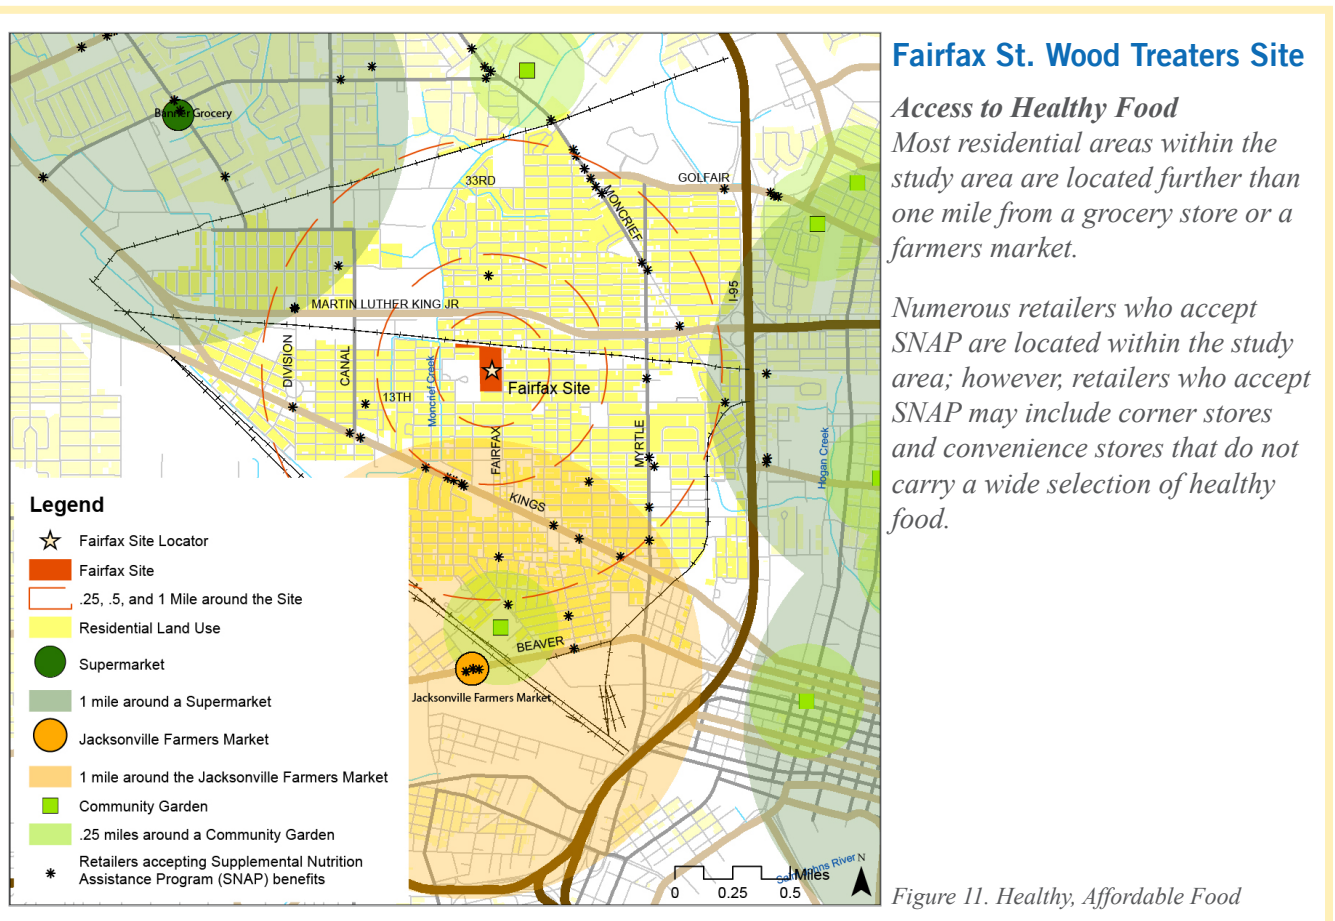 Fairfax St. Wood Treaters Site
Access to Healthy Food
Most residential areas within the
study area are located further than
one mile from a grocery store or a
farmers market.
Numerous retailers who accept
SNAP are located within the study
area; however, retailers who accept
SNAP may include corner stores
and convenience stores that do not
carry a wide selection of healthy
food.
Figure 11. Healthy, Affordable Food
Banner Grocery
33RD
GOLFAIR
MONCRIEF
I-95
MARTIN LUTHER KING JR
DIVISION
CANAL
Moncrief Creek
13TH
Fairfax Site
FAIRFAX
MYRTLE
Hogan Creek
KINGS
BEAVER
Jacksonville Farmers Market
Legend
Fairfax Site Locator
Fairfax Site
.25, .5, and 1 Mile around the Site
Residential Land Use
Supermarket
1 mile around a Supermarket
Jacksonville Farmers Market
1 mile around the Jacksonville Farmers Market
Community Garden
.25 miles around a Community Garden
Retailers accepting Supplemental Nutrition
Assistance Program (SNAP) benefits
Johns River
Miles
0 0.25 0.5
N